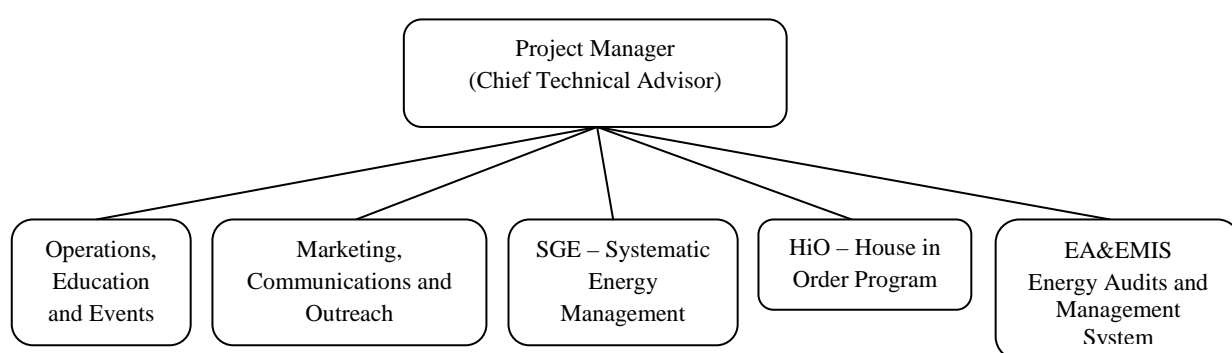 Project Manager
(Chief Technical Advisor)
Operations,
Education
and Events
Marketing,
Communications and
Outreach
SGE – Systematic
Energy
Management
HiO – House in
Order Program
EA&EMIS
Energy Audits and
Management
System